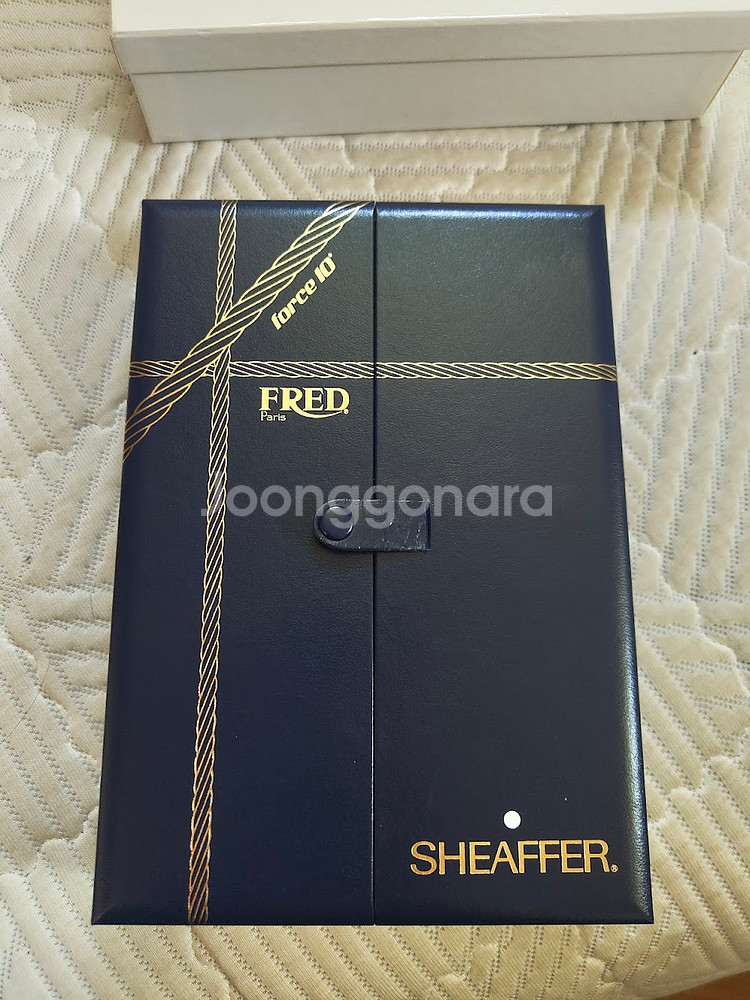 force 10®
FRED®
Paris
Joonggonara
SHEAFFER®